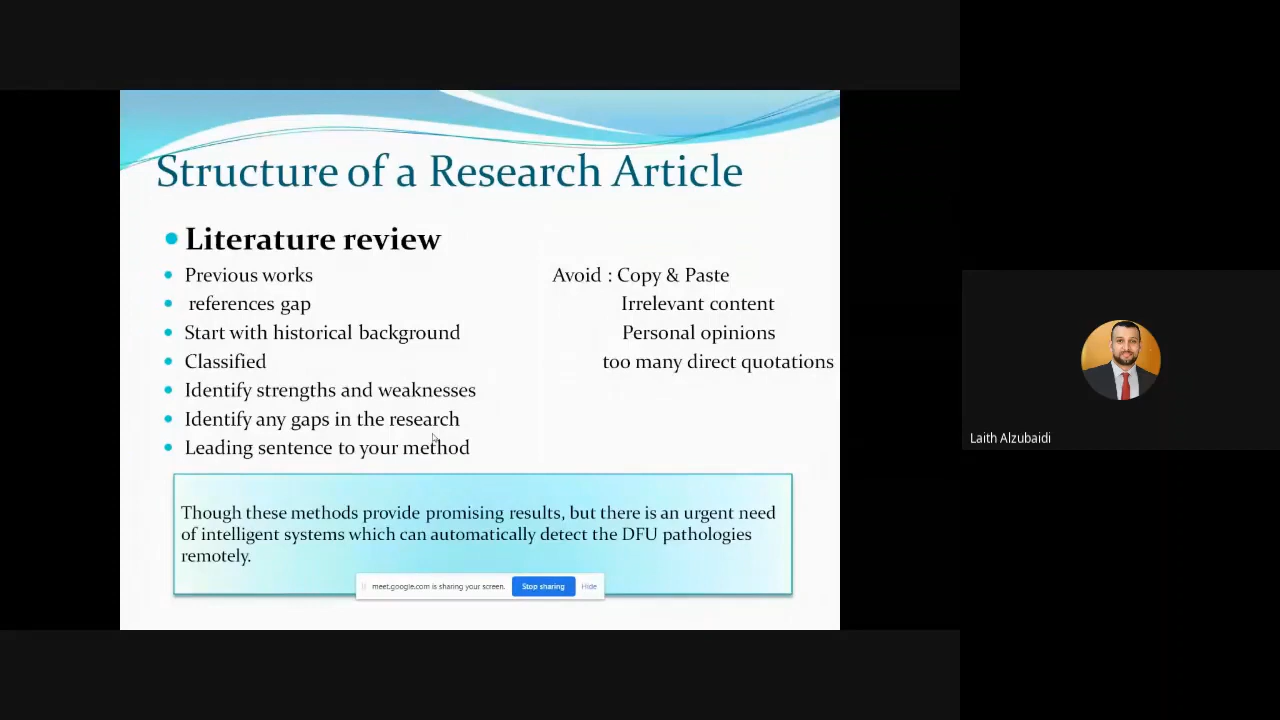 Structure of a Research Article
Literature review
Previous works
references gap
Start with historical background
Classified
Identify strengths and weaknesses
Identify any gaps in the research
Leading sentence to your method
Avoid : Copy & Paste
Irrelevant content
Personal opinions
too many direct quotations
Though these methods provide promising results, but there is an urgent need
of intelligent systems which can automatically detect the DFU pathologies
remotely.
meet.google.com is sharing your screen. Stop sharing Hide
Laith Alzubaidi